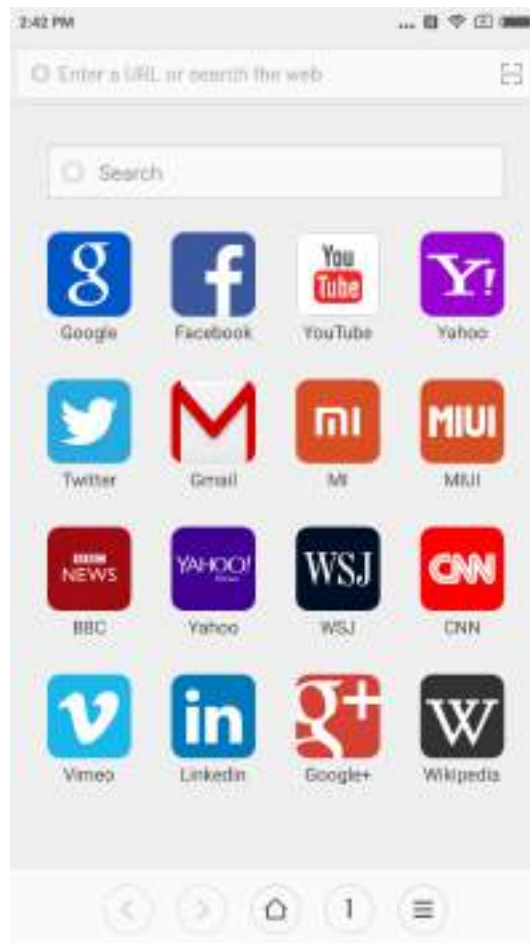 2:42 PM
Enter a URL or search the web
Search
g You Tube Y!
Google Facebook YouTube Yahoo
M mi MIUI
Twitter Gmail MI MIUI
BBC NEWS YAHOO! WSJ CNN
BBC Yahoo WSJ CNN
in g+ W
Vimeo LinkedIn Google+ Wikipedia
1